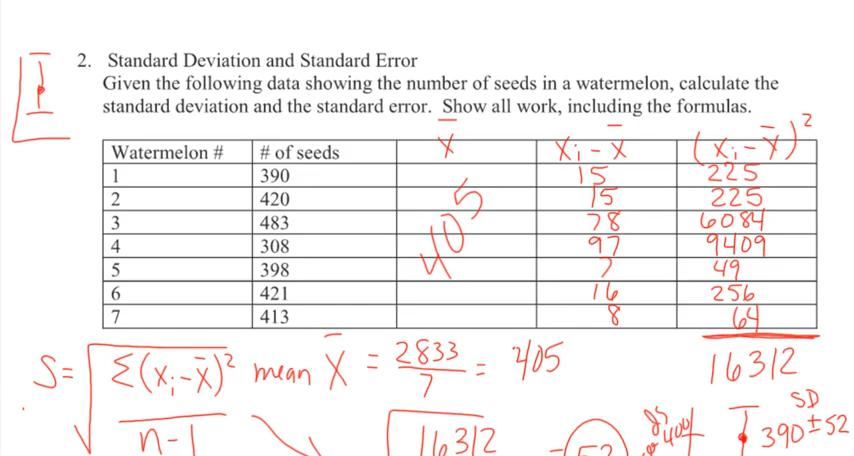 2. Standard Deviation and Standard Error
Given the following data showing the number of seeds in a watermelon, calculate the
standard deviation and the standard error. Show all work, including the formulas.
Watermelon # # of seeds x̄ xᵢ - x̄ (xᵢ - x̄)²
1 390 15 225
2 420 15 225
3 483 405 78 6084
4 308 97 9409
5 398 7 49
6 421 16 256
7 413 8 64
S = √ Σ(xᵢ - x̄)² mean x̄ = 2833 / 7 = 405 16312
n-1 √16312 = SD
390 ± 52